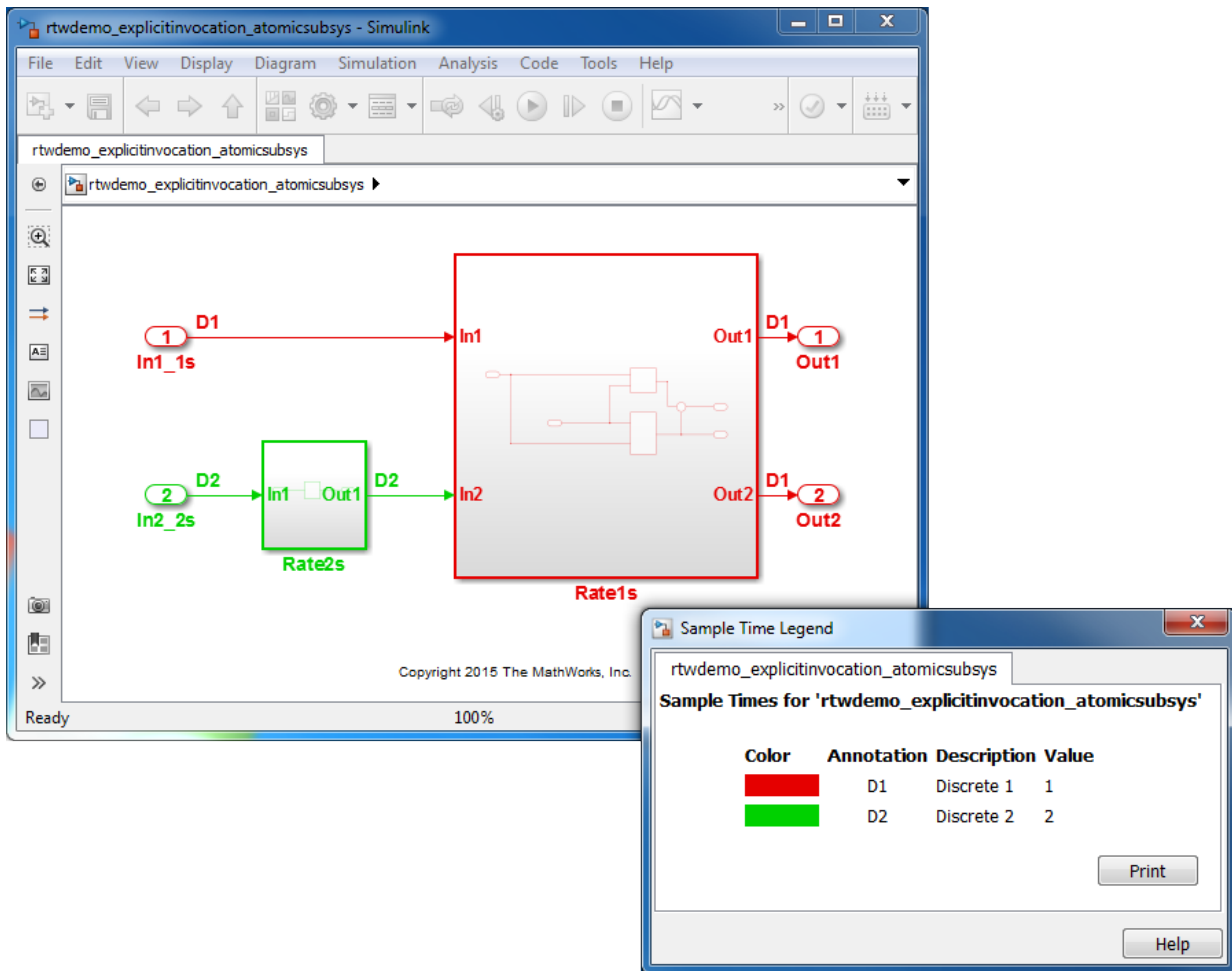 rtwdemo_explicitinvocation_atomicsubsys - Simulink
File Edit View Display Diagram Simulation Analysis Code Tools Help
rtwdemo_explicitinvocation_atomicsubsys
rtwdemo_explicitinvocation_atomicsubsys
D1
1
In1_1s
In1
Out1
D1
1
Out1
D2
2
In2_2s
In1
Out1
Rate2s
D2
In2
Out2
D1
2
Out2
Rate1s
Copyright 2015 The MathWorks, Inc.
Ready 100%
Sample Time Legend
rtwdemo_explicitinvocation_atomicsubsys
Sample Times for 'rtwdemo_explicitinvocation_atomicsubsys'
Color Annotation Description Value
D1 Discrete 1 1
D2 Discrete 2 2
Print
Help